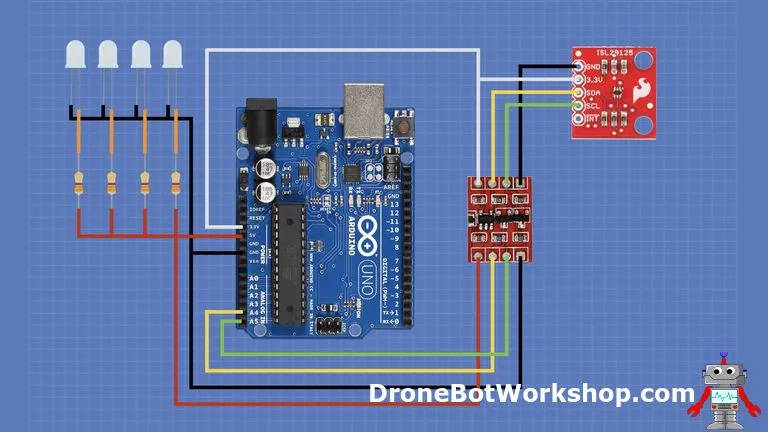 ISL29125
GND
3.3V
SDA
SCL
INT
IOREF
RESET
3.3V
5V
GND
GND
Vin
POWER
A0
A1
A2
A3
A4
A5
ANALOG IN
AREF
GND
13
12
~11
~10
~9
8
7
~6
~5
4
~3
2
TX→1
RX←0
DIGITAL (PWM~)
ARDUINO
UNO
DroneBotWorkshop.com